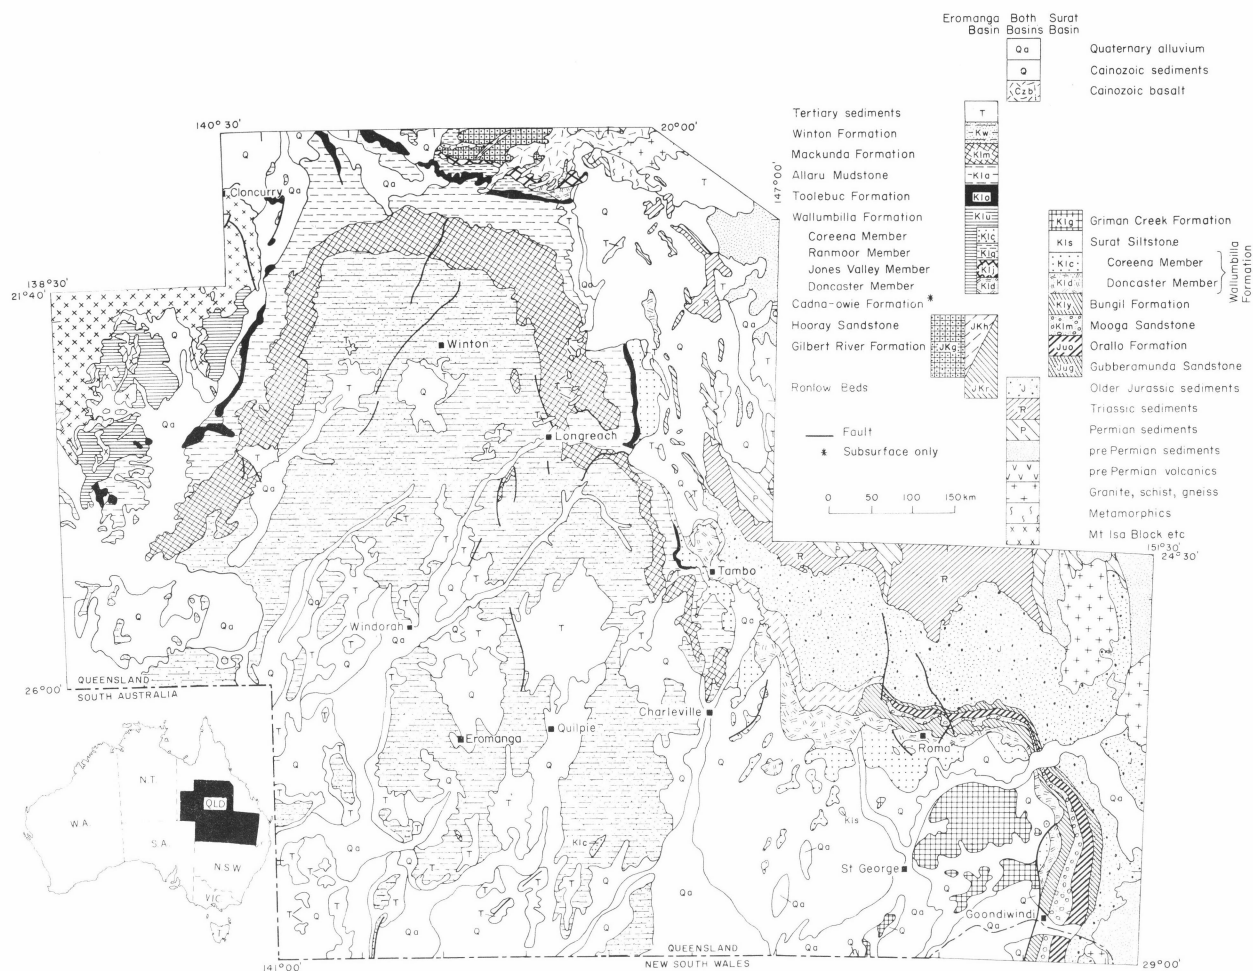 Eromanga Both Surat
Basin Basins Basin
Qa Quaternary alluvium
Q Cainozoic sediments
Czb Cainozoic basalt
Tertiary sediments T
Winton Formation Kw
Mackunda Formation Klm
Allaru Mudstone Kla
Toolebuc Formation Klo
Wallumbilla Formation Klu
Coreena Member Klc
Ranmoor Member
Jones Valley Member Klj
Doncaster Member Kld
Cadna-owie Formation *
Hooray Sandstone JKh
Gilbert River Formation JKg
Ronlow Beds JKr
Klg Griman Creek Formation
Kls Surat Siltstone
Klc Coreena Member
Kld Doncaster Member
Wallumbilla
Formation
Kly Bungil Formation
Klm Mooga Sandstone
Juo Orallo Formation
Jug Gubberamunda Sandstone
J Older Jurassic sediments
R Triassic sediments
P Permian sediments
pre Permian sediments
v v pre Permian volcanics
v v
+ + Granite, schist, gneiss
Metamorphics
x x x Mt Isa Block etc
Fault
* Subsurface only
0 50 100 150km
140°30'
20°00'
147°00'
138°30'
21°40'
151°30'
24°30'
26°00'
141°00'
29°00'
Cloncurry
Winton
Longreach
Tambo
Windorah
Charleville
Quilpie
Eromanga
Roma
St George
Goondiwindi
Kls
Klc
QUEENSLAND
SOUTH AUSTRALIA
QUEENSLAND
NEW SOUTH WALES
N T
QLD
W A
S A
NSW
VIC
T